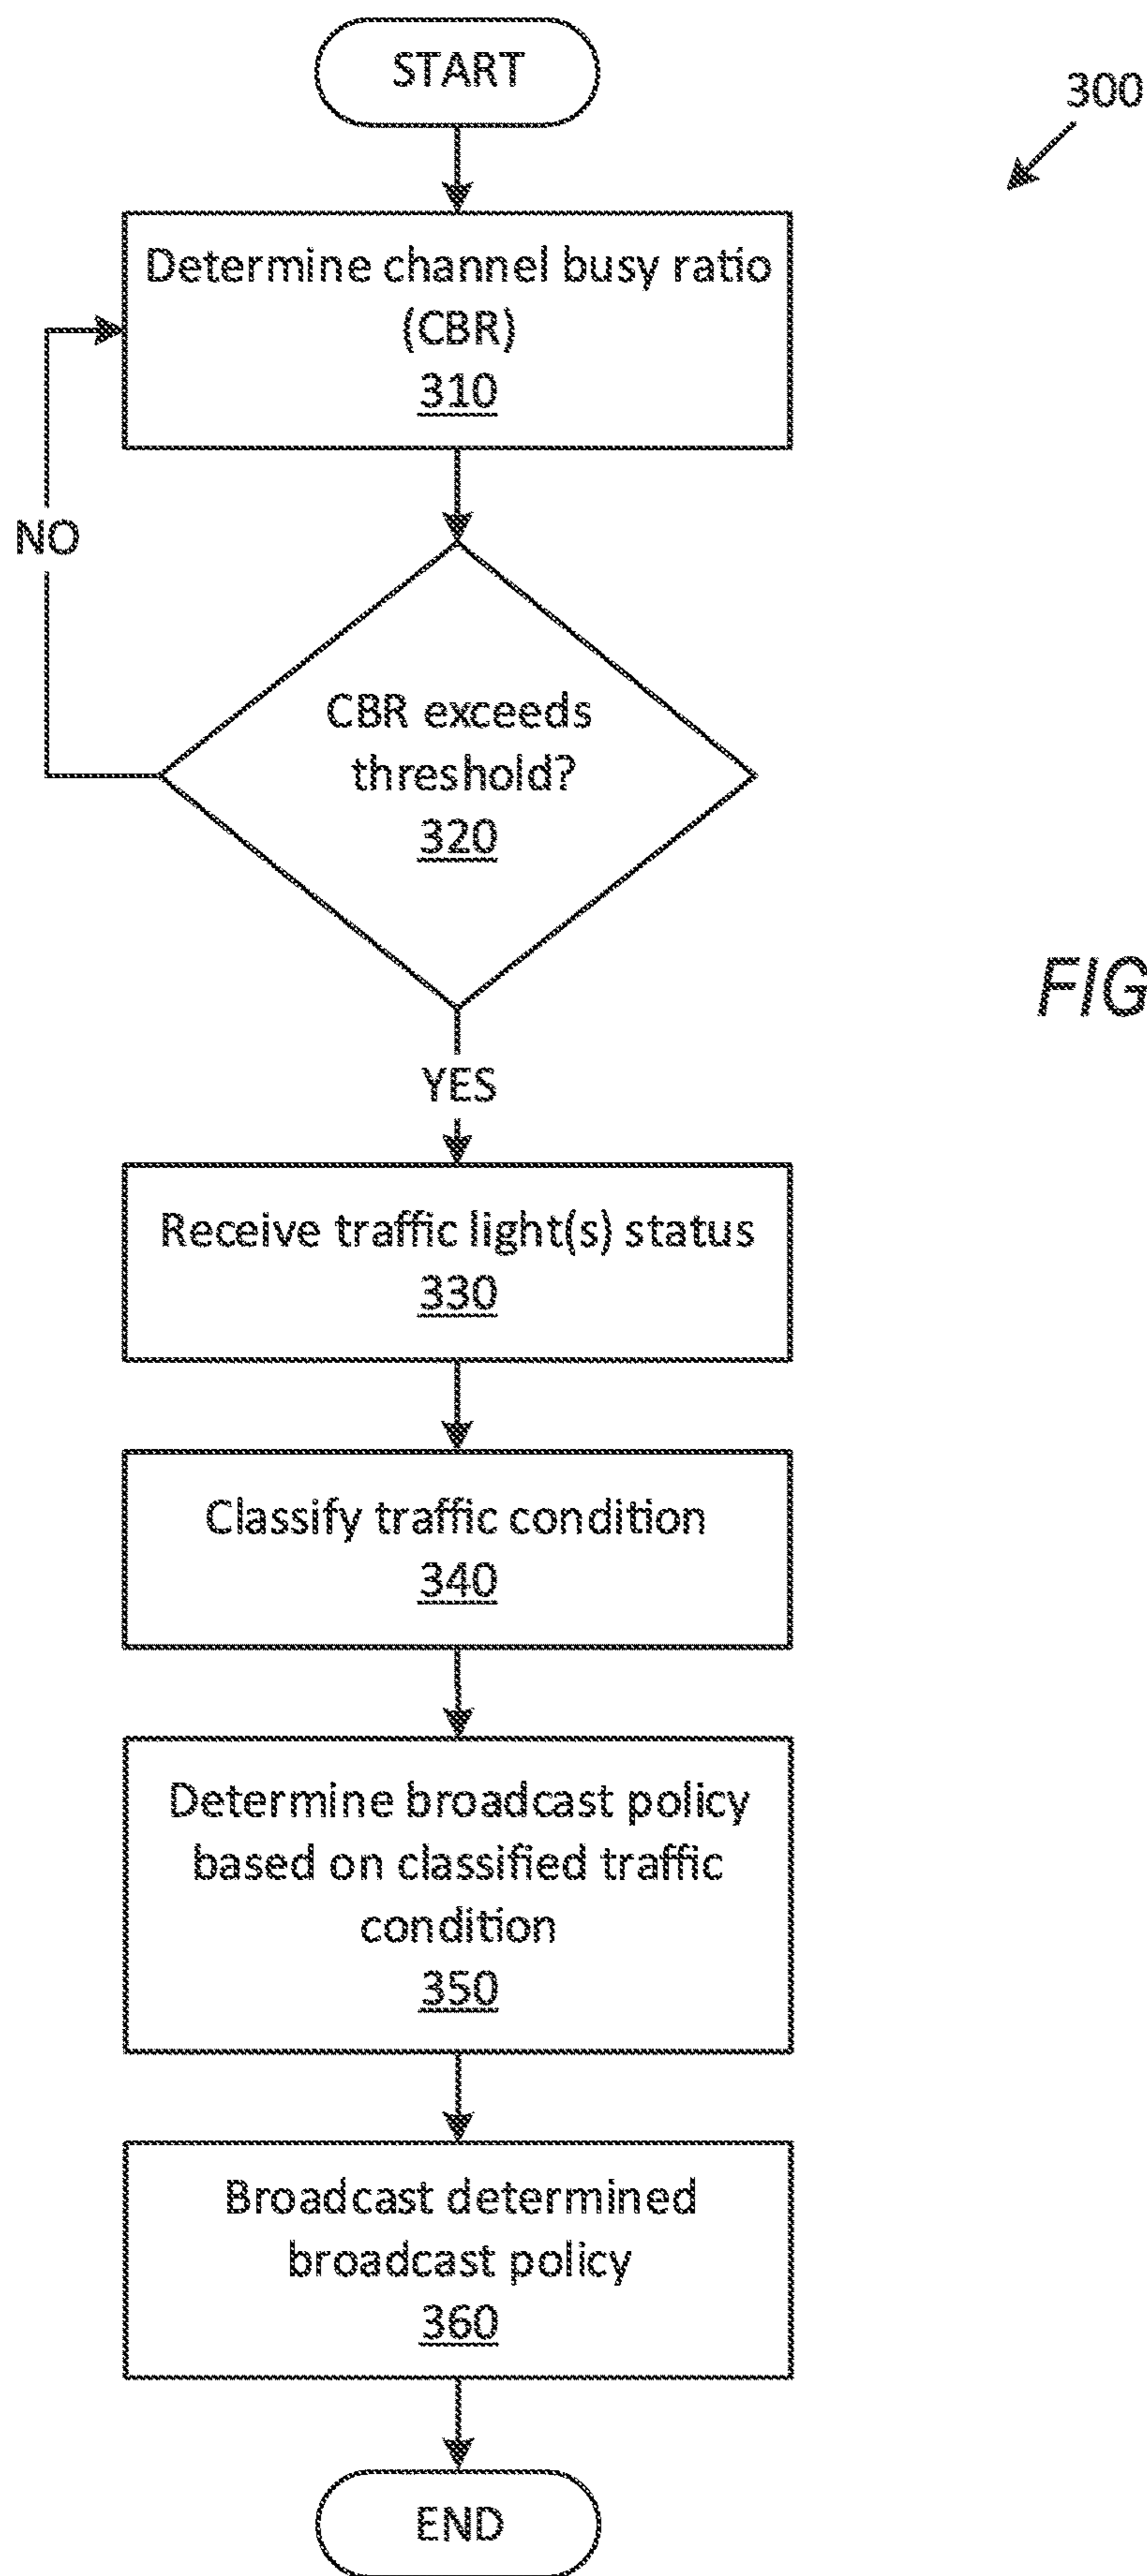 START
300
Determine channel busy ratio
(CBR)
310
NO
CBR exceeds
threshold?
320
FIG
YES
Receive traffic light(s) status
330
Classify traffic condition
340
Determine broadcast policy
based on classified traffic
condition
350
Broadcast determined
broadcast policy
360
END